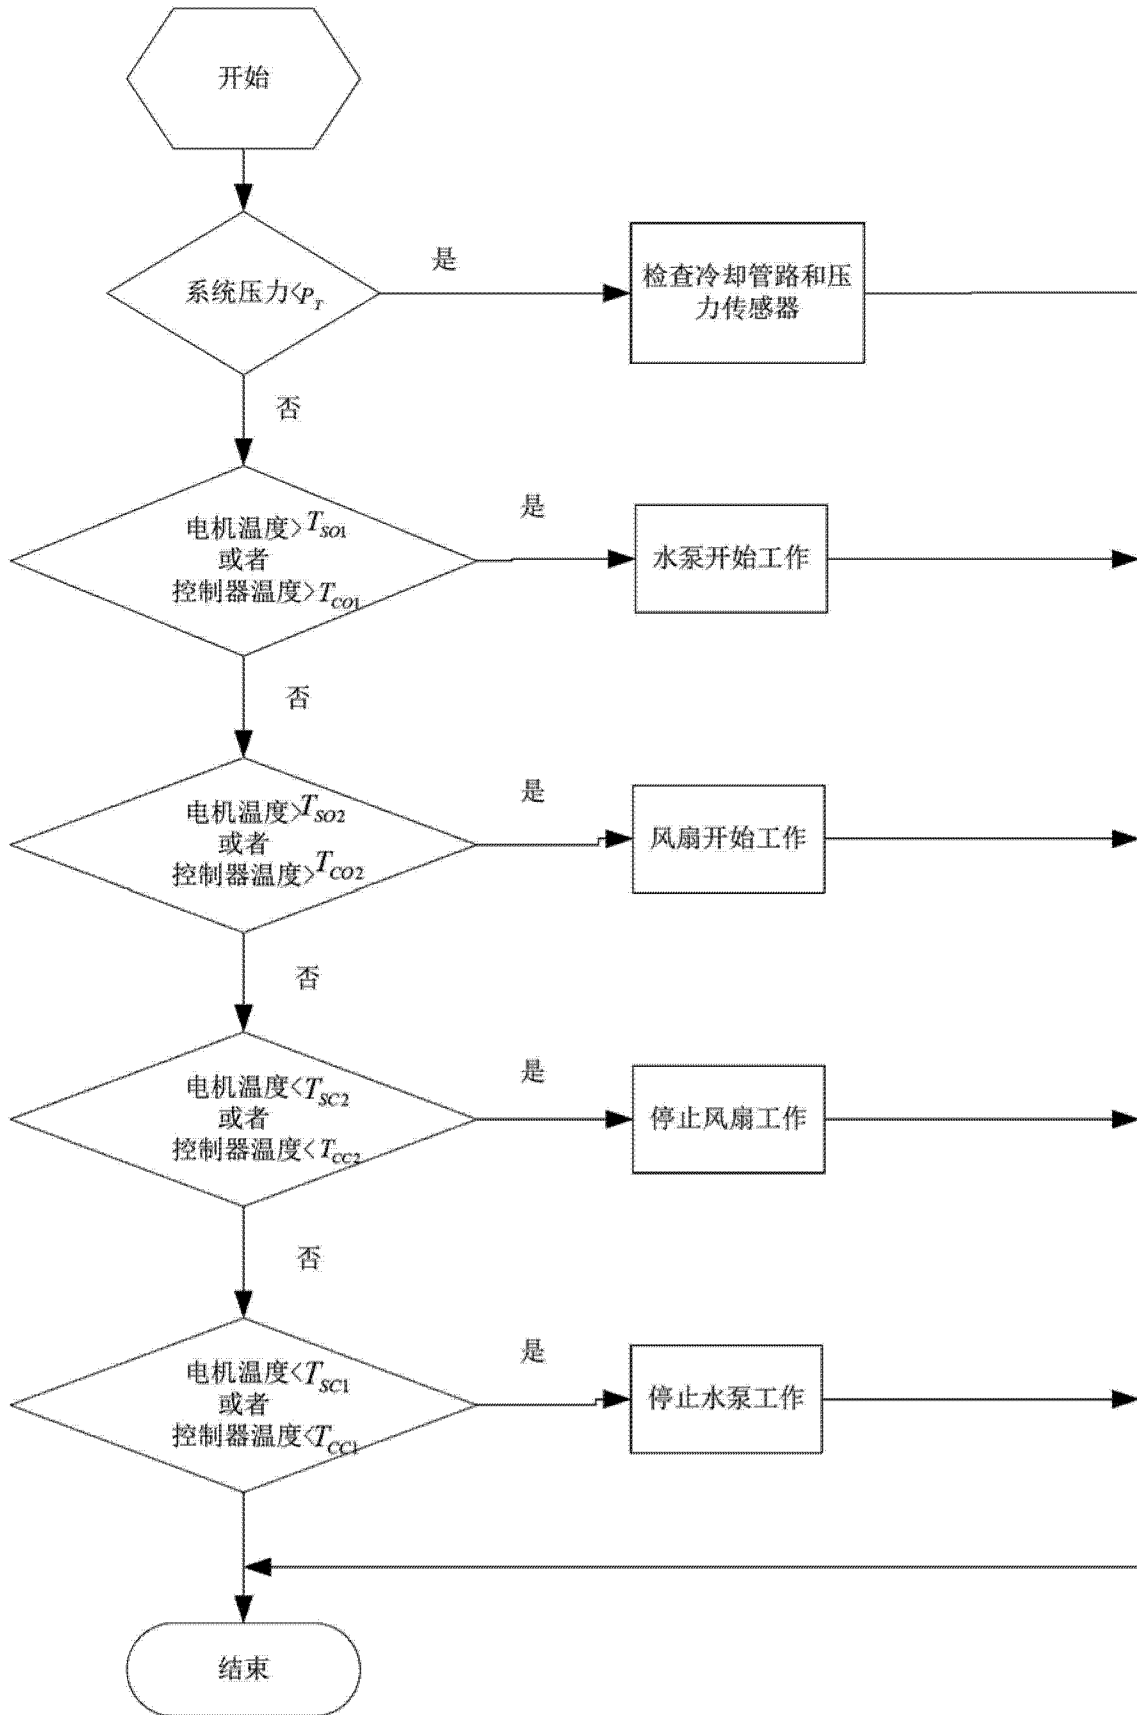 开始
系统压力<P_T
是
检查冷却管路和压
力传感器
否
电机温度>T_SO1
或者
控制器温度>T_CO1
是
水泵开始工作
否
电机温度>T_SO2
或者
控制器温度>T_CO2
是
风扇开始工作
否
电机温度<T_SC2
或者
控制器温度<T_CC2
是
停止风扇工作
否
电机温度<T_SC1
或者
控制器温度<T_CC1
是
停止水泵工作
结束